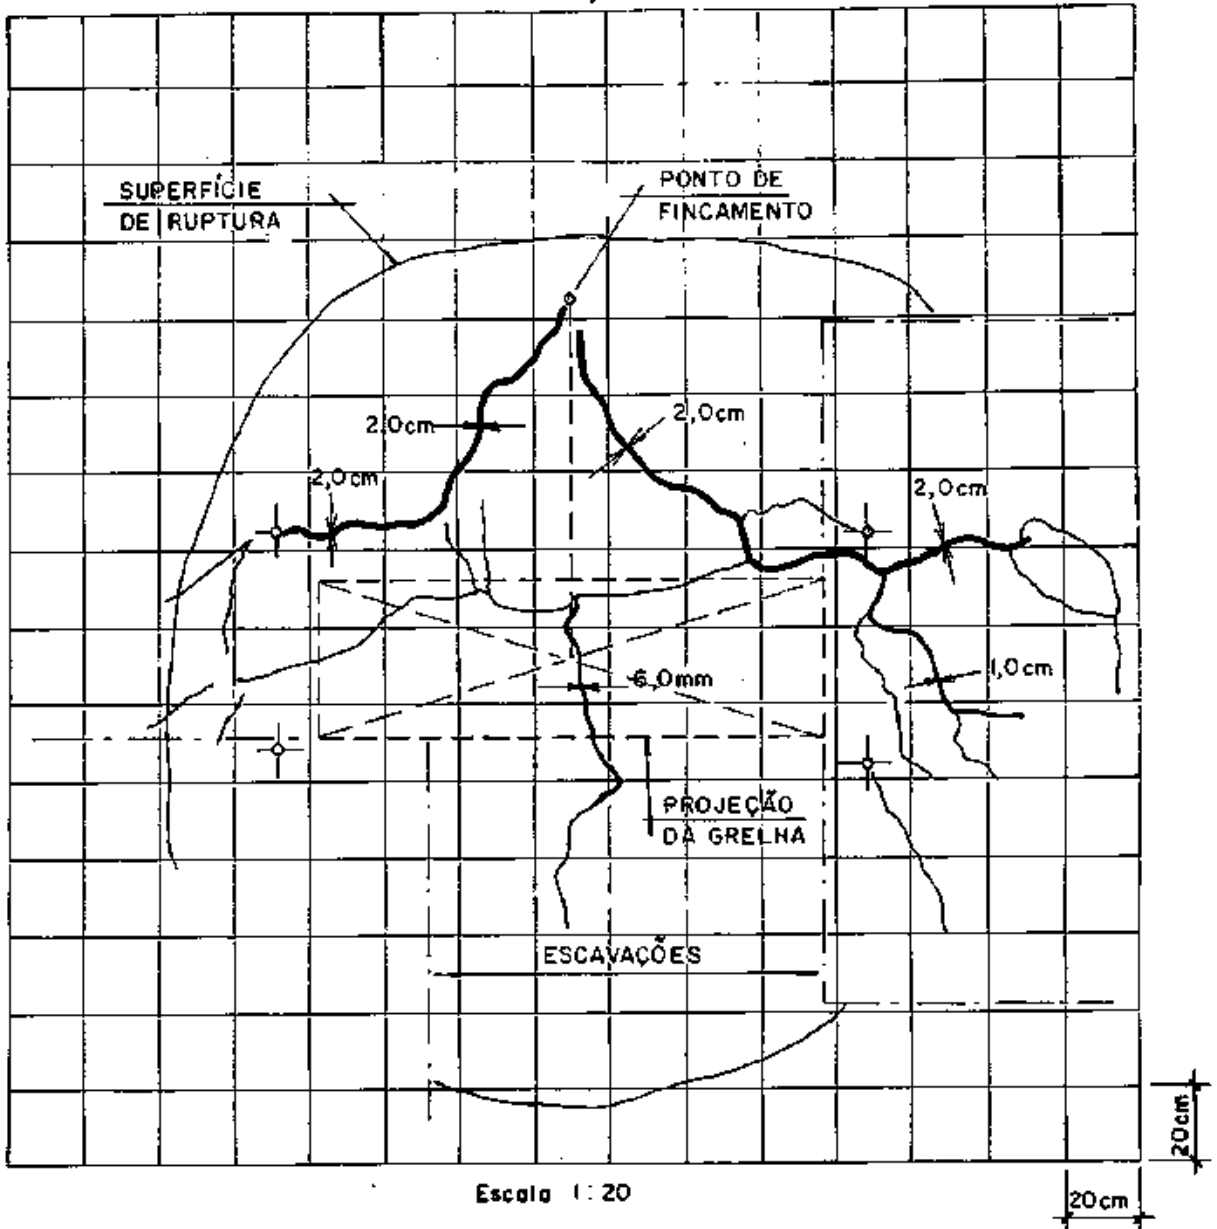 SUPERFÍCIE
DE RUPTURA
PONTO DE
FINCAMENTO
2,0cm
2,0cm
2,0cm
2,0cm
6,0mm
1,0cm
PROJEÇÃO
DA GRELHA
ESCAVAÇÕES
20cm
Escala 1:20
20cm